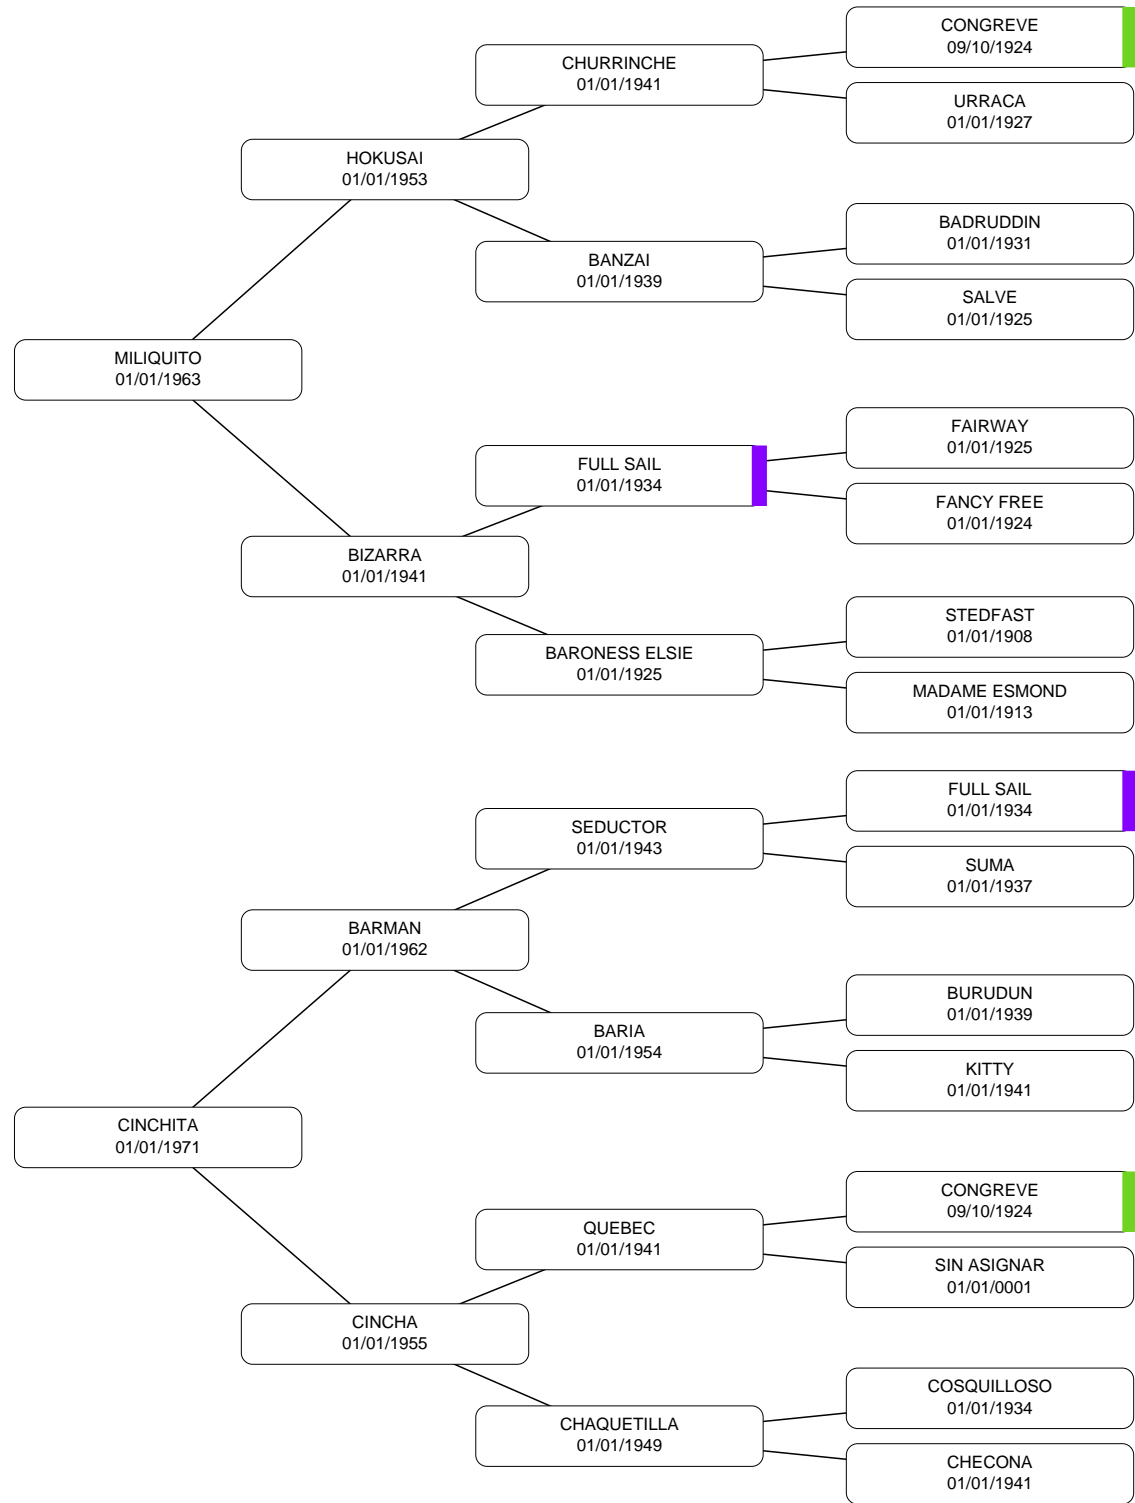 CONGREVE
09/10/1924
CHURRINCHE
01/01/1941
URRACA
01/01/1927
HOKUSAI
01/01/1953
BADRUDDIN
01/01/1931
BANZAI
01/01/1939
SALVE
01/01/1925
MILIQUITO
01/01/1963
FAIRWAY
01/01/1925
FULL SAIL
01/01/1934
FANCY FREE
01/01/1924
BIZARRA
01/01/1941
STEDFAST
01/01/1908
BARONESS ELSIE
01/01/1925
MADAME ESMOND
01/01/1913
FULL SAIL
01/01/1934
SEDUCTOR
01/01/1943
SUMA
01/01/1937
BARMAN
01/01/1962
BURUDUN
01/01/1939
BARIA
01/01/1954
KITTY
01/01/1941
CINCHITA
01/01/1971
CONGREVE
09/10/1924
QUEBEC
01/01/1941
SIN ASIGNAR
01/01/0001
CINCHA
01/01/1955
COSQUILLOSO
01/01/1934
CHAQUETILLA
01/01/1949
CHECONA
01/01/1941